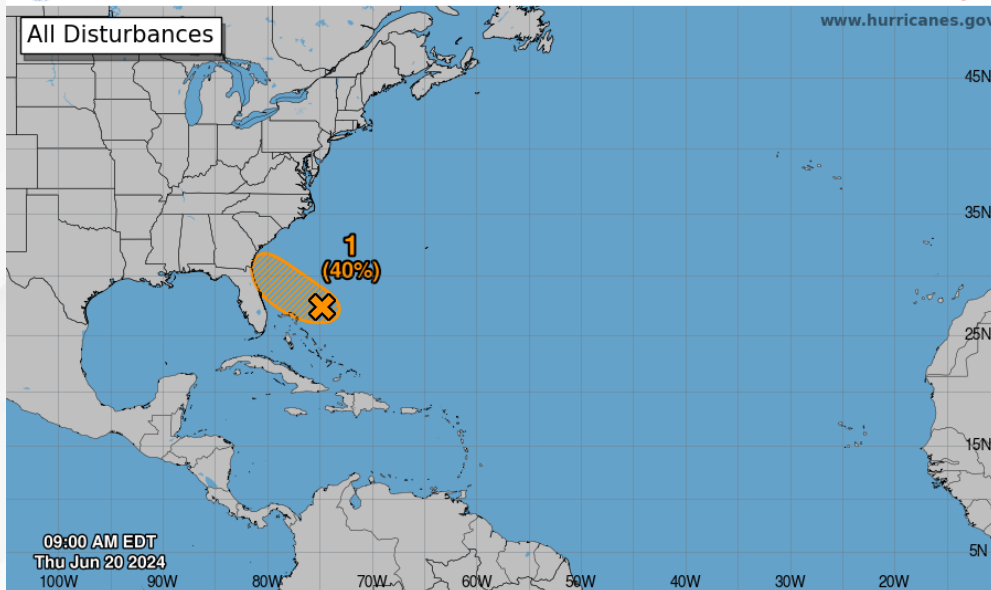 All Disturbances
www.hurricanes.gov
45N
35N
1
(40%)
25N
15N
09:00 AM EDT
Thu Jun 20 2024
5N
100W 90W 80W 70W 60W 50W 40W 30W 20W